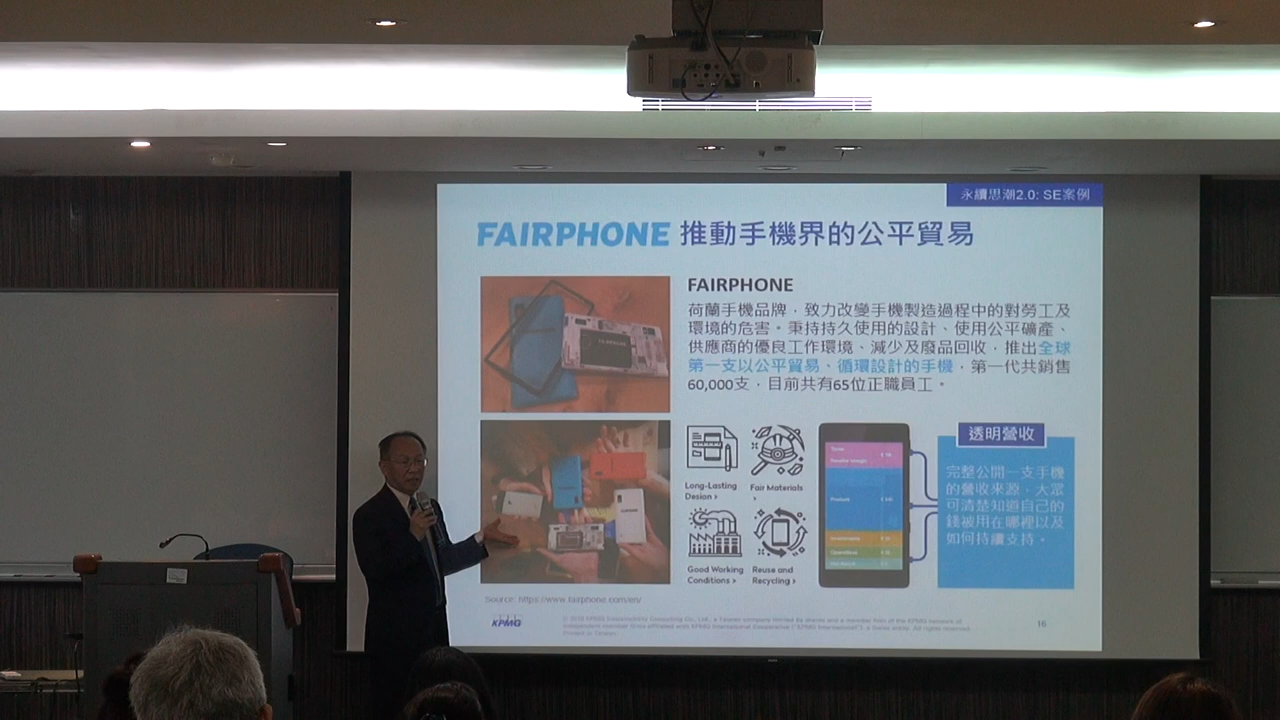 永續思潮2.0: SE案例
FAIRPHONE 推動手機界的公平貿易
FAIRPHONE
荷蘭手機品牌，致力改變手機製造過程中的對勞工及
環境的危害。秉持持久使用的設計、使用公平礦產、
供應商的優良工作環境、減少及廢品回收，推出全球
第一支以公平貿易、循環設計的手機，第一代共銷售
60,000支，目前共有65位正職員工。
FAIRPHONE
Long-Lasting
Design ›
Fair Materials
›
Good Working
Conditions ›
Reuse and
Recycling ›
Product
Investments
Operations
透明營收
完整公開一支手機
的營收來源，大眾
可清楚知道自己的
錢被用在哪裡以及
如何持續支持。
Source: https://www.fairphone.com/en/
KPMG
16